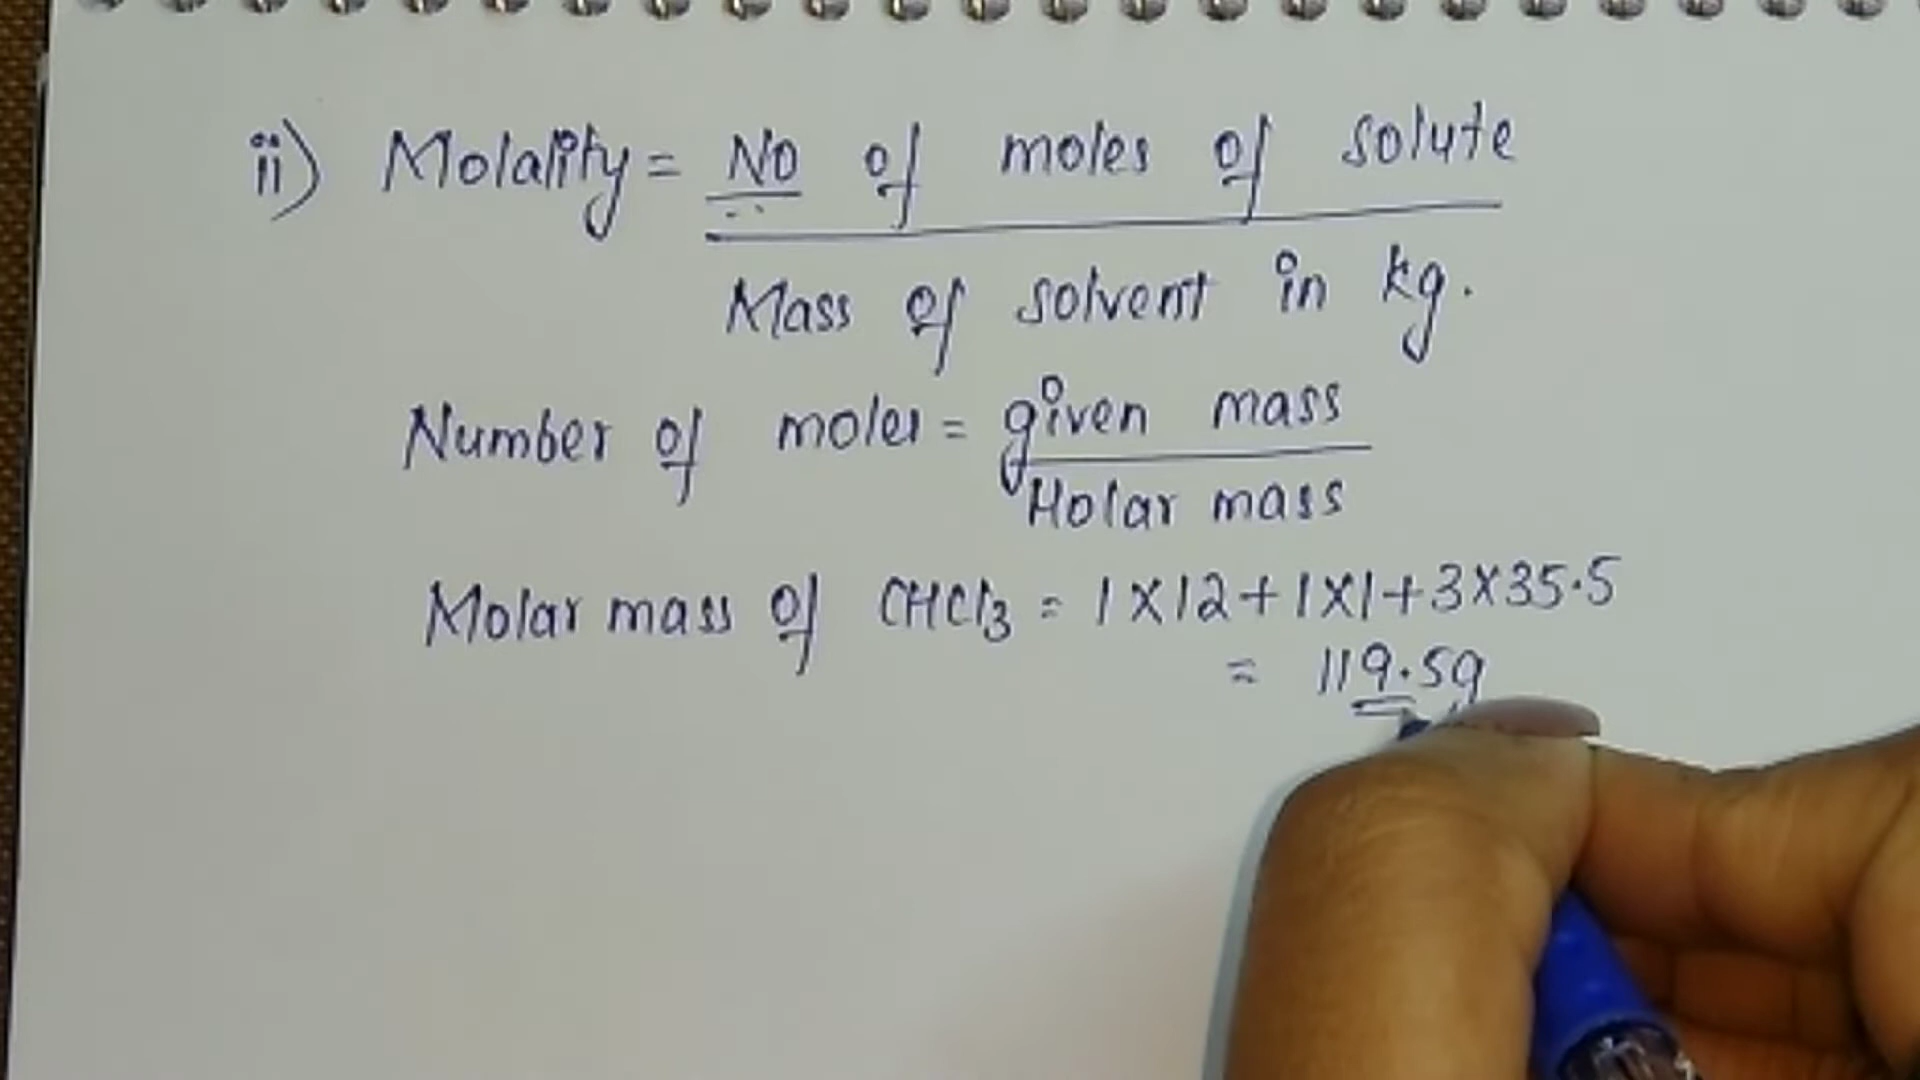 ii) Molality = No of moles of solute
Mass of solvent in kg.
Number of moles = given mass
Molar mass
Molar mass of CHCl3 = 1×12+1×1+3×35.5
= 119.5g